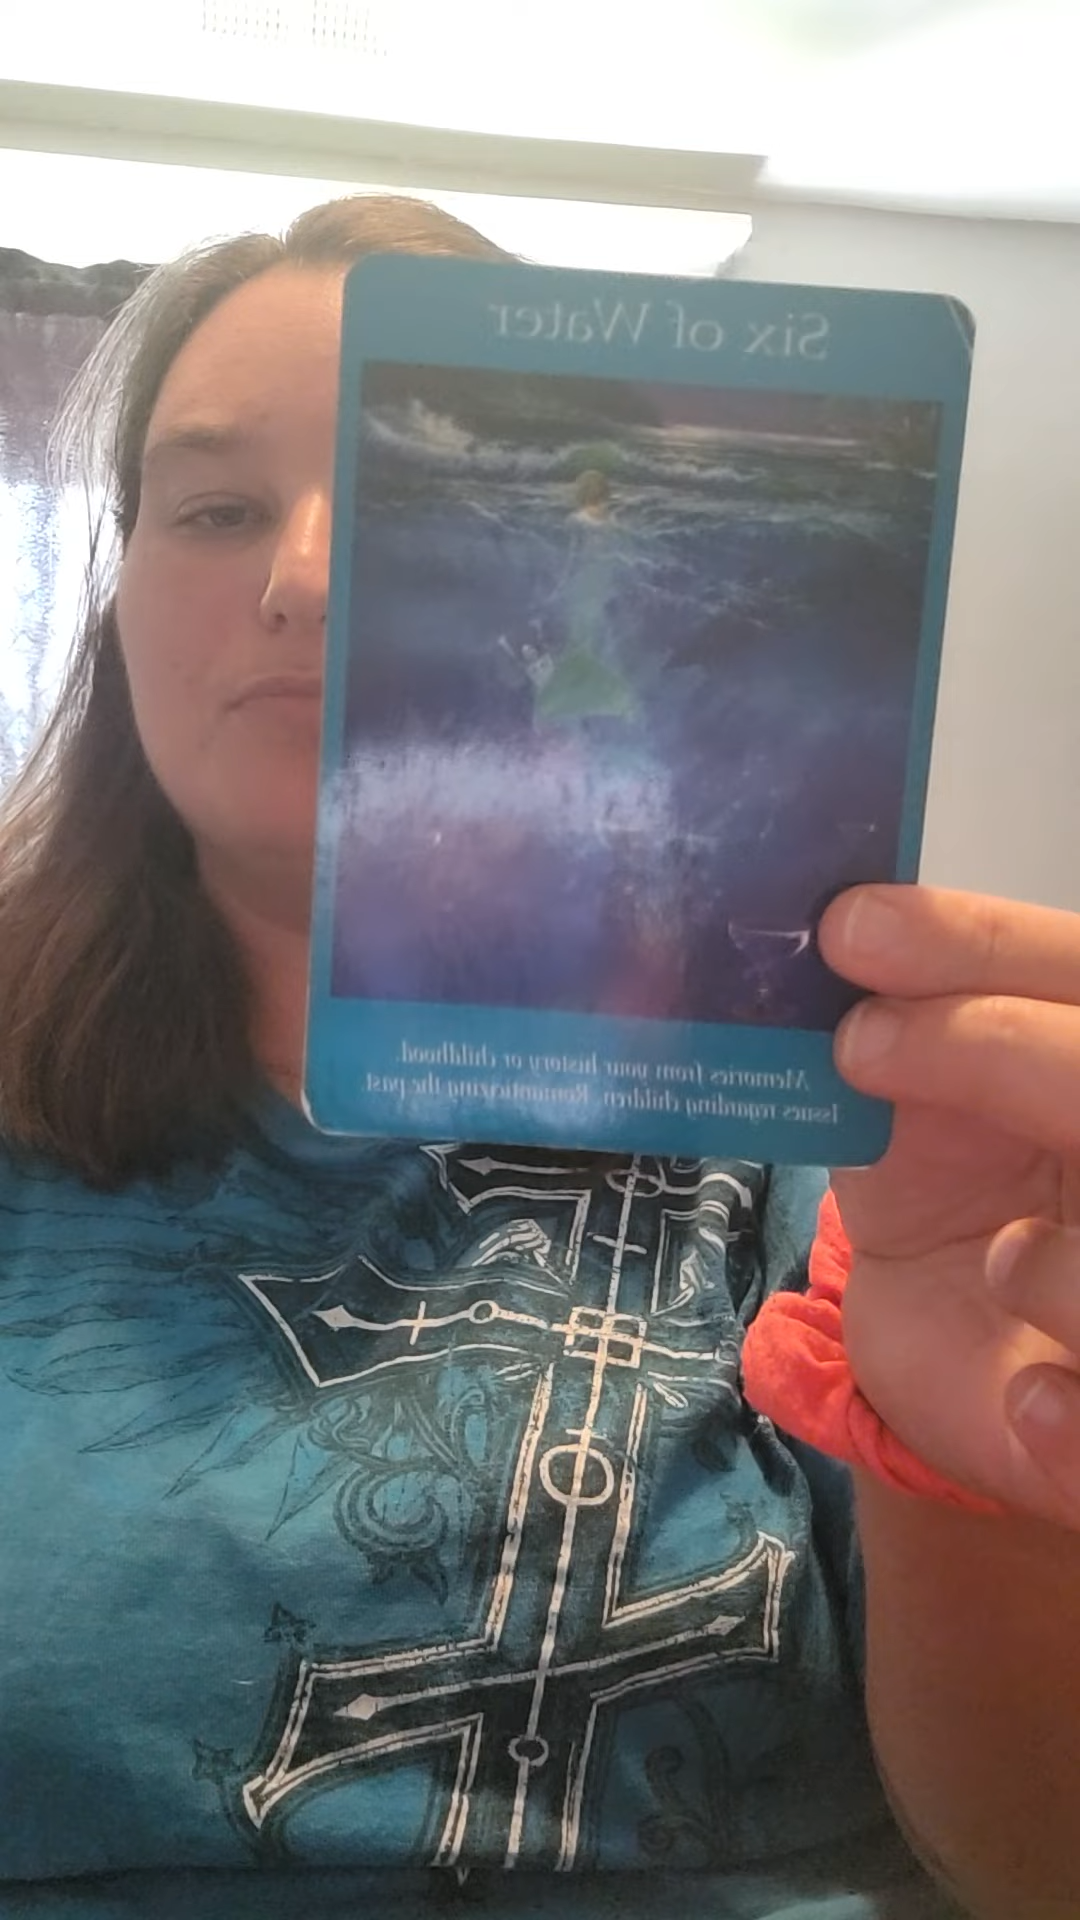 Six of Water
Memories from your history or childhood.
Issues regarding children. Romanticizing the past.